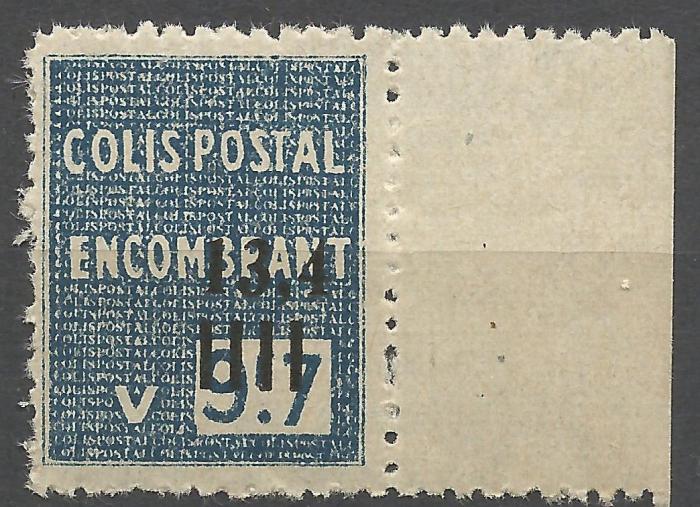 COLIS POSTAL
ENCOMBRANT
13,4
V 9.7